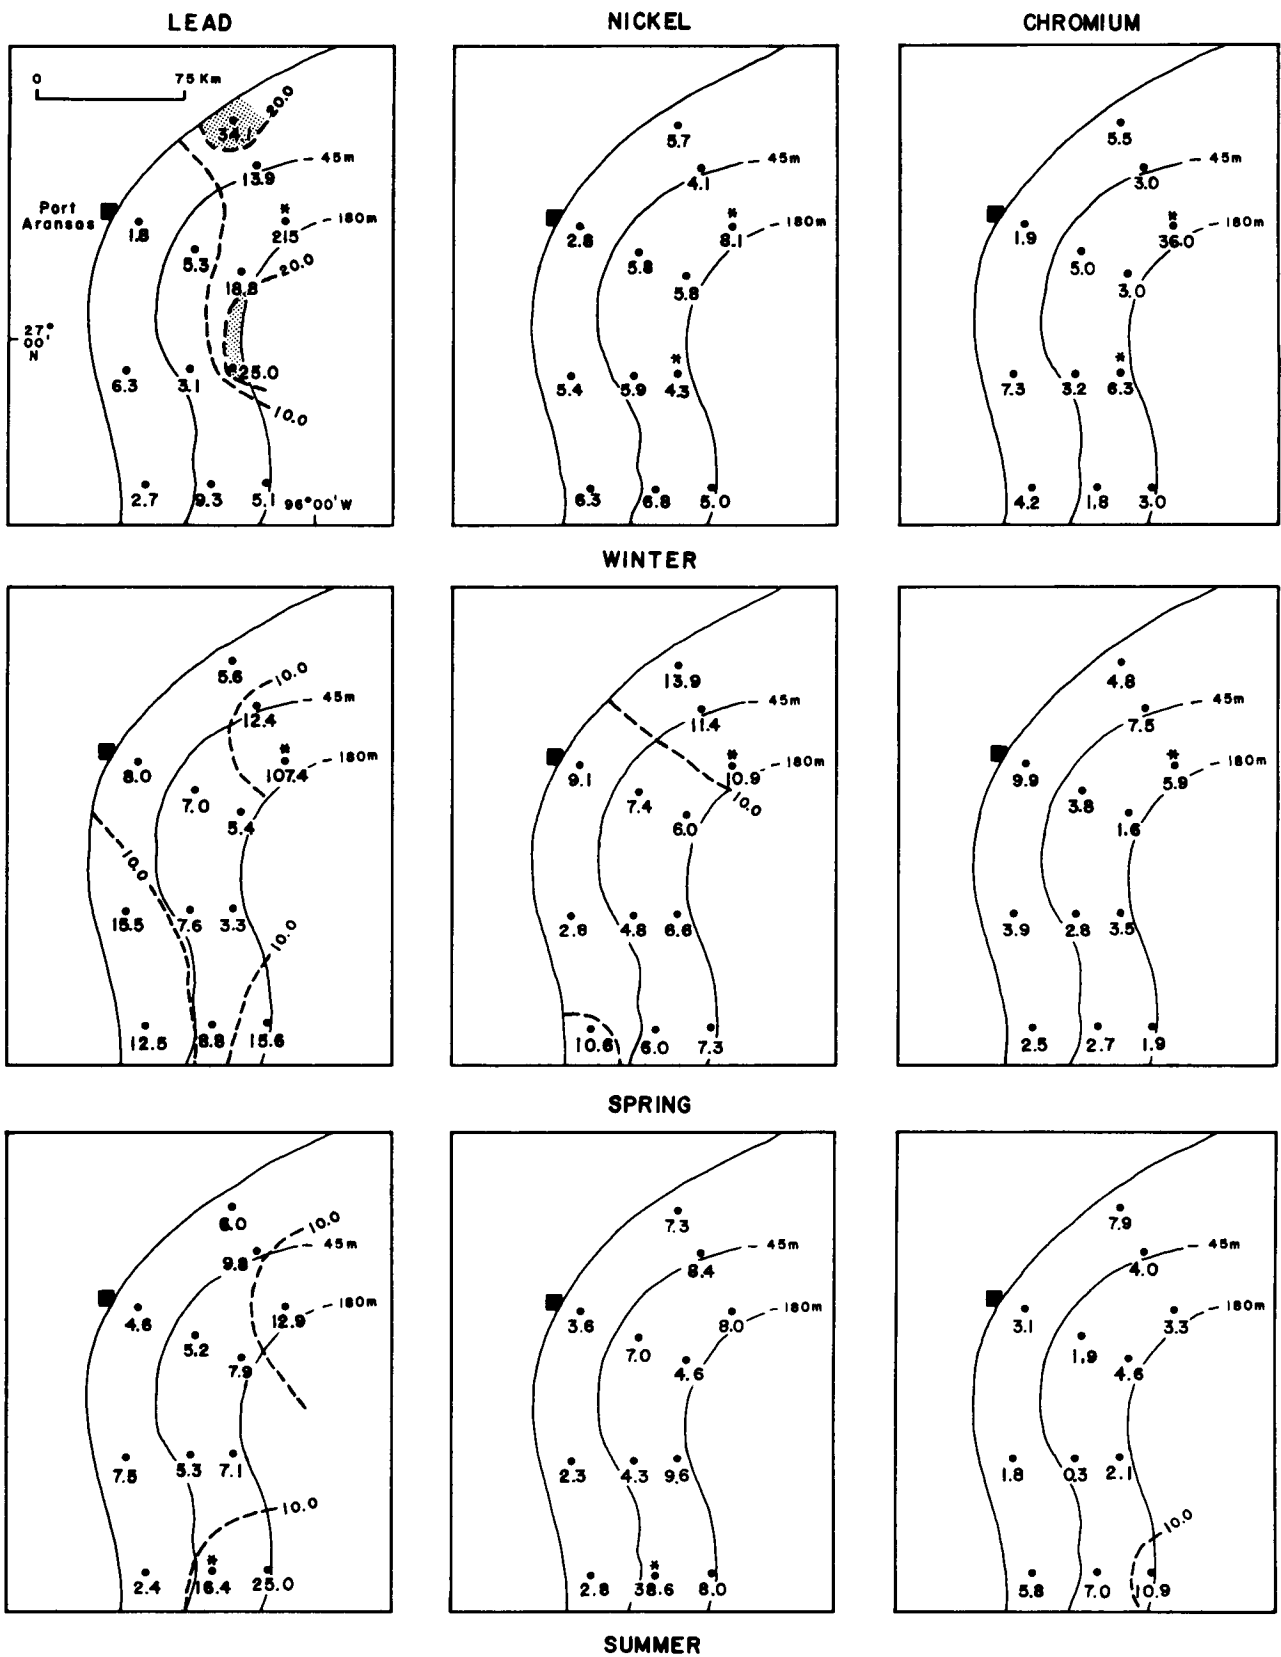 LEAD NICKEL CHROMIUM
0 75 Km
20.0
34.1
5.7
5.5
45m
45m
45m
13.9
4.1
3.0
Port
Aransas
*
180m
*
180m
*
180m
1.8
215
2.8
8.1
1.9
36.0
5.3
5.8
5.0
20.0
18.8
5.8
3.0
27°
00'
N
*
*
6.3 3.1 25.0
5.4 5.9 4.3
7.3 3.2 6.3
10.0
2.7 9.3 5.1 96°00'W
6.3 6.8 5.0
4.2 1.8 3.0
WINTER
5.6
10.0
13.9
4.8
45m
45m
45m
12.4
11.4
7.5
*
180m
*
180m
*
180m
8.0
107.4
9.1
10.9
9.9
5.9
7.0
7.4
10.0
3.8
5.4
6.0
1.6
10.0
15.5 7.6 3.3
2.8 4.8 6.6
3.9 2.8 3.5
10.0
12.5 8.8 15.6
10.6 6.0 7.3
2.5 2.7 1.9
SPRING
6.0
10.0
7.3
7.9
45m
45m
45m
9.8
8.4
4.0
180m
180m
180m
4.6
12.9
3.6
8.0
3.1
3.3
5.2
7.0
1.9
7.9
4.6
4.6
7.5 5.3 7.1
2.3 4.3 9.6
1.8 0.3 2.1
10.0
10.0
*
*
2.4 16.4 25.0
2.8 38.6 8.0
5.8 7.0 10.9
SUMMER